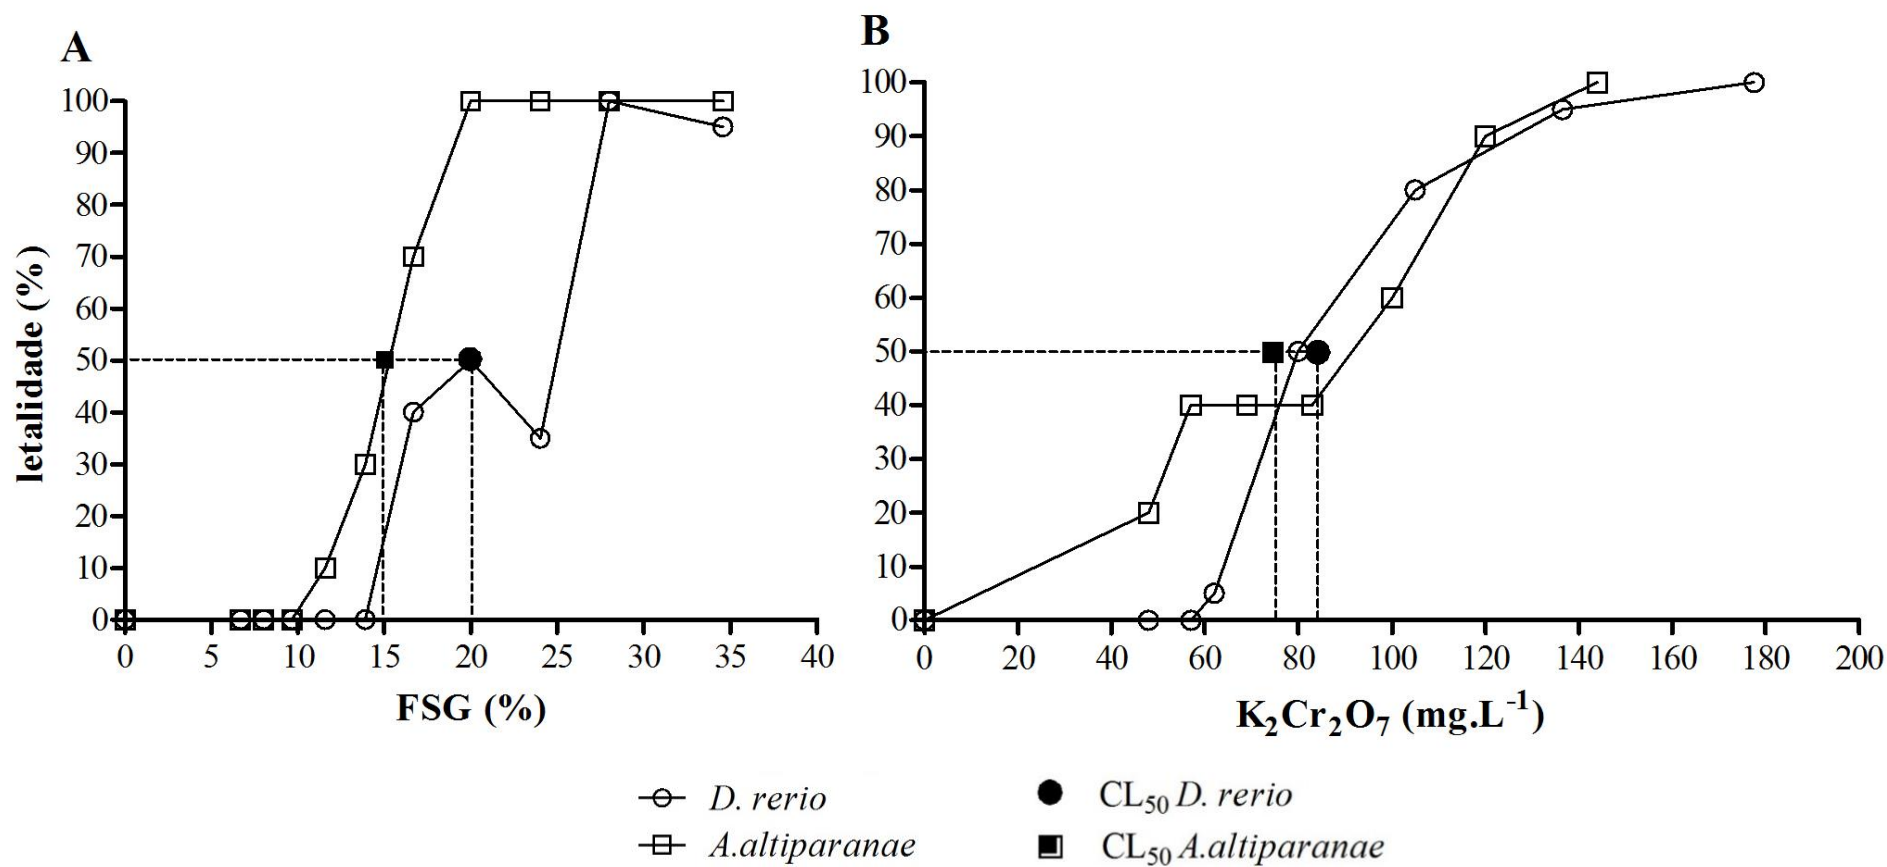 A
letalidade (%)
100
90
80
70
60
50
40
30
20
10
0
0 5 10 15 20 25 30 35 40
FSG (%)
B
100
90
80
70
60
50
40
30
20
10
0
0 20 40 60 80 100 120 140 160 180 200
K₂Cr₂O₇ (mg.L⁻¹)
D. rerio
A.altiparanae
CL₅₀ D. rerio
CL₅₀ A.altiparanae